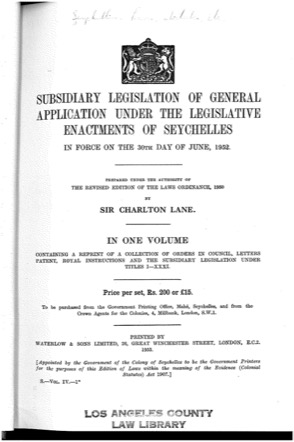 SUBSIDIARY LEGISLATION OF GENERAL
APPLICATION UNDER THE LEGISLATIVE
ENACTMENTS OF SEYCHELLES
IN FORCE ON THE 30TH DAY OF JUNE, 1952.
PREPARED UNDER THE AUTHORITY OF
THE REVISED EDITION OF THE LAWS ORDINANCE, 1950
BY
SIR CHARLTON LANE.
IN ONE VOLUME
CONTAINING A REPRINT OF A COLLECTION OF ORDERS IN COUNCIL, LETTERS
PATENT, ROYAL INSTRUCTIONS AND THE SUBSIDIARY LEGISLATION UNDER
TITLES I–XXXI.
Price per set, Rs. 200 or £15.
To be purchased from the Government Printing Office, Mahé, Seychelles, and from the
Crown Agents for the Colonies, 4, Millbank, London, S.W.1.
PRINTED BY
WATERLOW & SONS LIMITED, 26, GREAT WINCHESTER STREET, LONDON, E.C.2.
1953.
[Appointed by the Government of the Colony of Seychelles to be the Government Printers
for the purposes of this Edition of Laws within the meaning of the Evidence (Colonial
Statutes) Act 1907.]
S.—VOL. IV.—1*
LOS ANGELES COUNTY
LAW LIBRARY